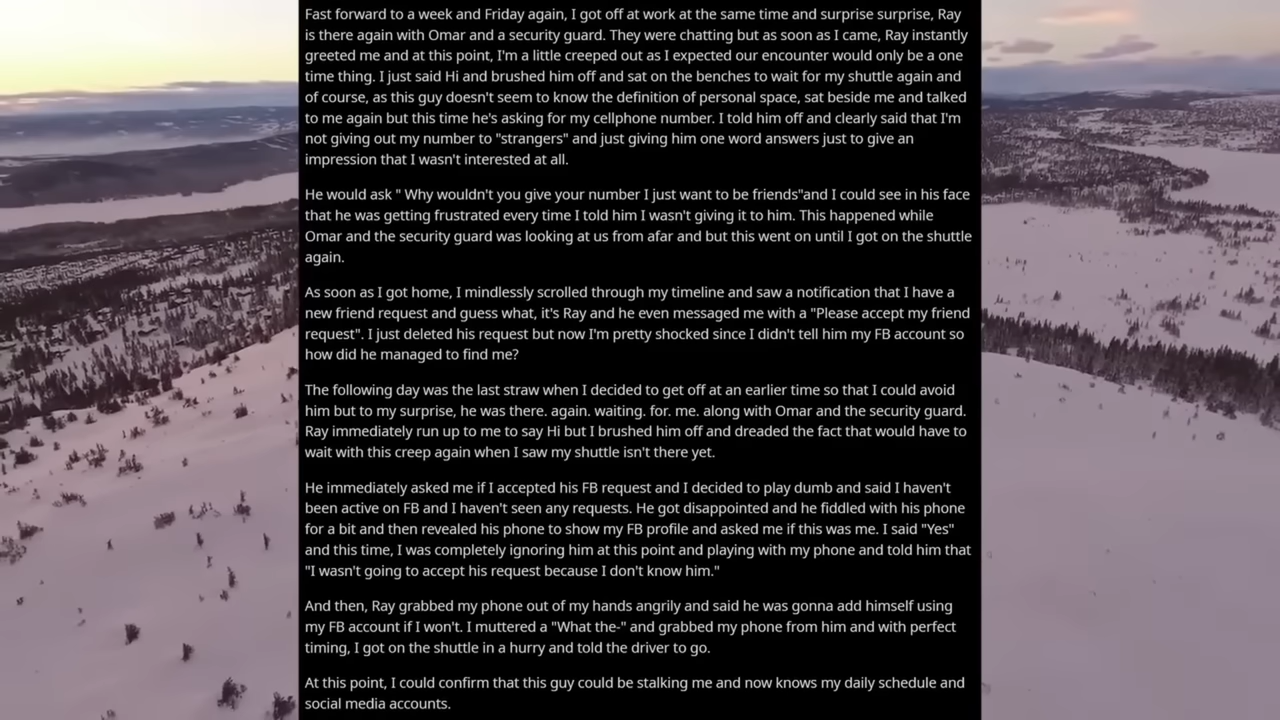 Fast forward to a week and Friday again, I got off at work at the same time and surprise surprise, Ray
is there again with Omar and a security guard. They were chatting but as soon as I came, Ray instantly
greeted me and at this point, I'm a little creeped out as I expected our encounter would only be a one
time thing. I just said Hi and brushed him off and sat on the benches to wait for my shuttle again and
of course, as this guy doesn't seem to know the definition of personal space, sat beside me and talked
to me again but this time he's asking for my cellphone number. I told him off and clearly said that I'm
not giving out my number to "strangers" and just giving him one word answers just to give an
impression that I wasn't interested at all.
He would ask " Why wouldn't you give your number I just want to be friends"and I could see in his face
that he was getting frustrated every time I told him I wasn't giving it to him. This happened while
Omar and the security guard was looking at us from afar and but this went on until I got on the shuttle
again.
As soon as I got home, I mindlessly scrolled through my timeline and saw a notification that I have a
new friend request and guess what, it's Ray and he even messaged me with a "Please accept my friend
request". I just deleted his request but now I'm pretty shocked since I didn't tell him my FB account so
how did he managed to find me?
The following day was the last straw when I decided to get off at an earlier time so that I could avoid
him but to my surprise, he was there. again. waiting. for. me. along with Omar and the security guard.
Ray immediately run up to me to say Hi but I brushed him off and dreaded the fact that would have to
wait with this creep again when I saw my shuttle isn't there yet.
He immediately asked me if I accepted his FB request and I decided to play dumb and said I haven't
been active on FB and I haven't seen any requests. He got disappointed and he fiddled with his phone
for a bit and then revealed his phone to show my FB profile and asked me if this was me. I said "Yes"
and this time, I was completely ignoring him at this point and playing with my phone and told him that
"I wasn't going to accept his request because I don't know him."
And then, Ray grabbed my phone out of my hands angrily and said he was gonna add himself using
my FB account if I won't. I muttered a "What the-" and grabbed my phone from him and with perfect
timing, I got on the shuttle in a hurry and told the driver to go.
At this point, I could confirm that this guy could be stalking me and now knows my daily schedule and
social media accounts.